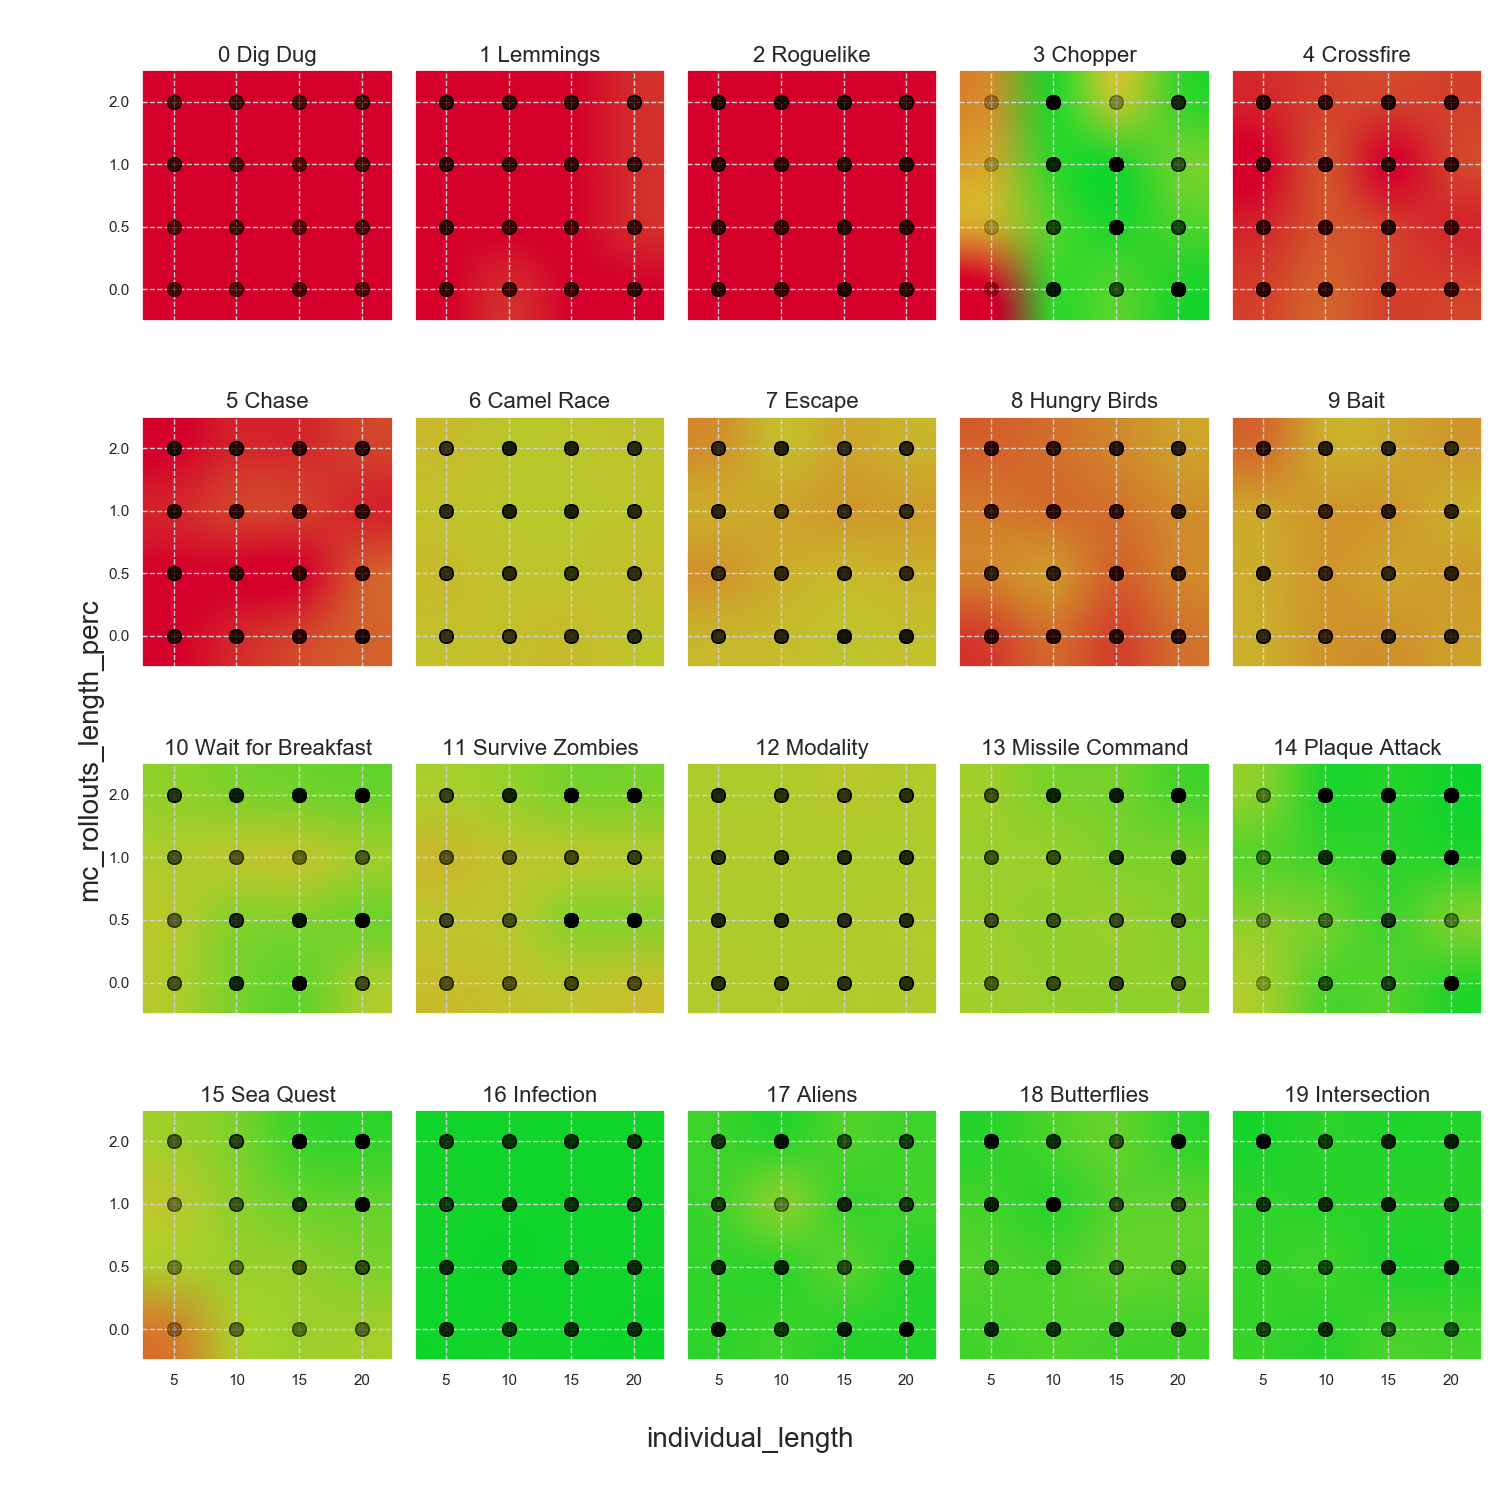 0 Dig Dug
1 Lemmings
2 Roguelike
3 Chopper
4 Crossfire
2.0
1.0
0.5
0.0
5 Chase
6 Camel Race
7 Escape
8 Hungry Birds
9 Bait
2.0
1.0
0.5
0.0
mc_rollouts_length_perc
10 Wait for Breakfast
11 Survive Zombies
12 Modality
13 Missile Command
14 Plaque Attack
2.0
1.0
0.5
0.0
15 Sea Quest
16 Infection
17 Aliens
18 Butterflies
19 Intersection
2.0
1.0
0.5
0.0
5 10 15 20
5 10 15 20
5 10 15 20
5 10 15 20
5 10 15 20
individual_length